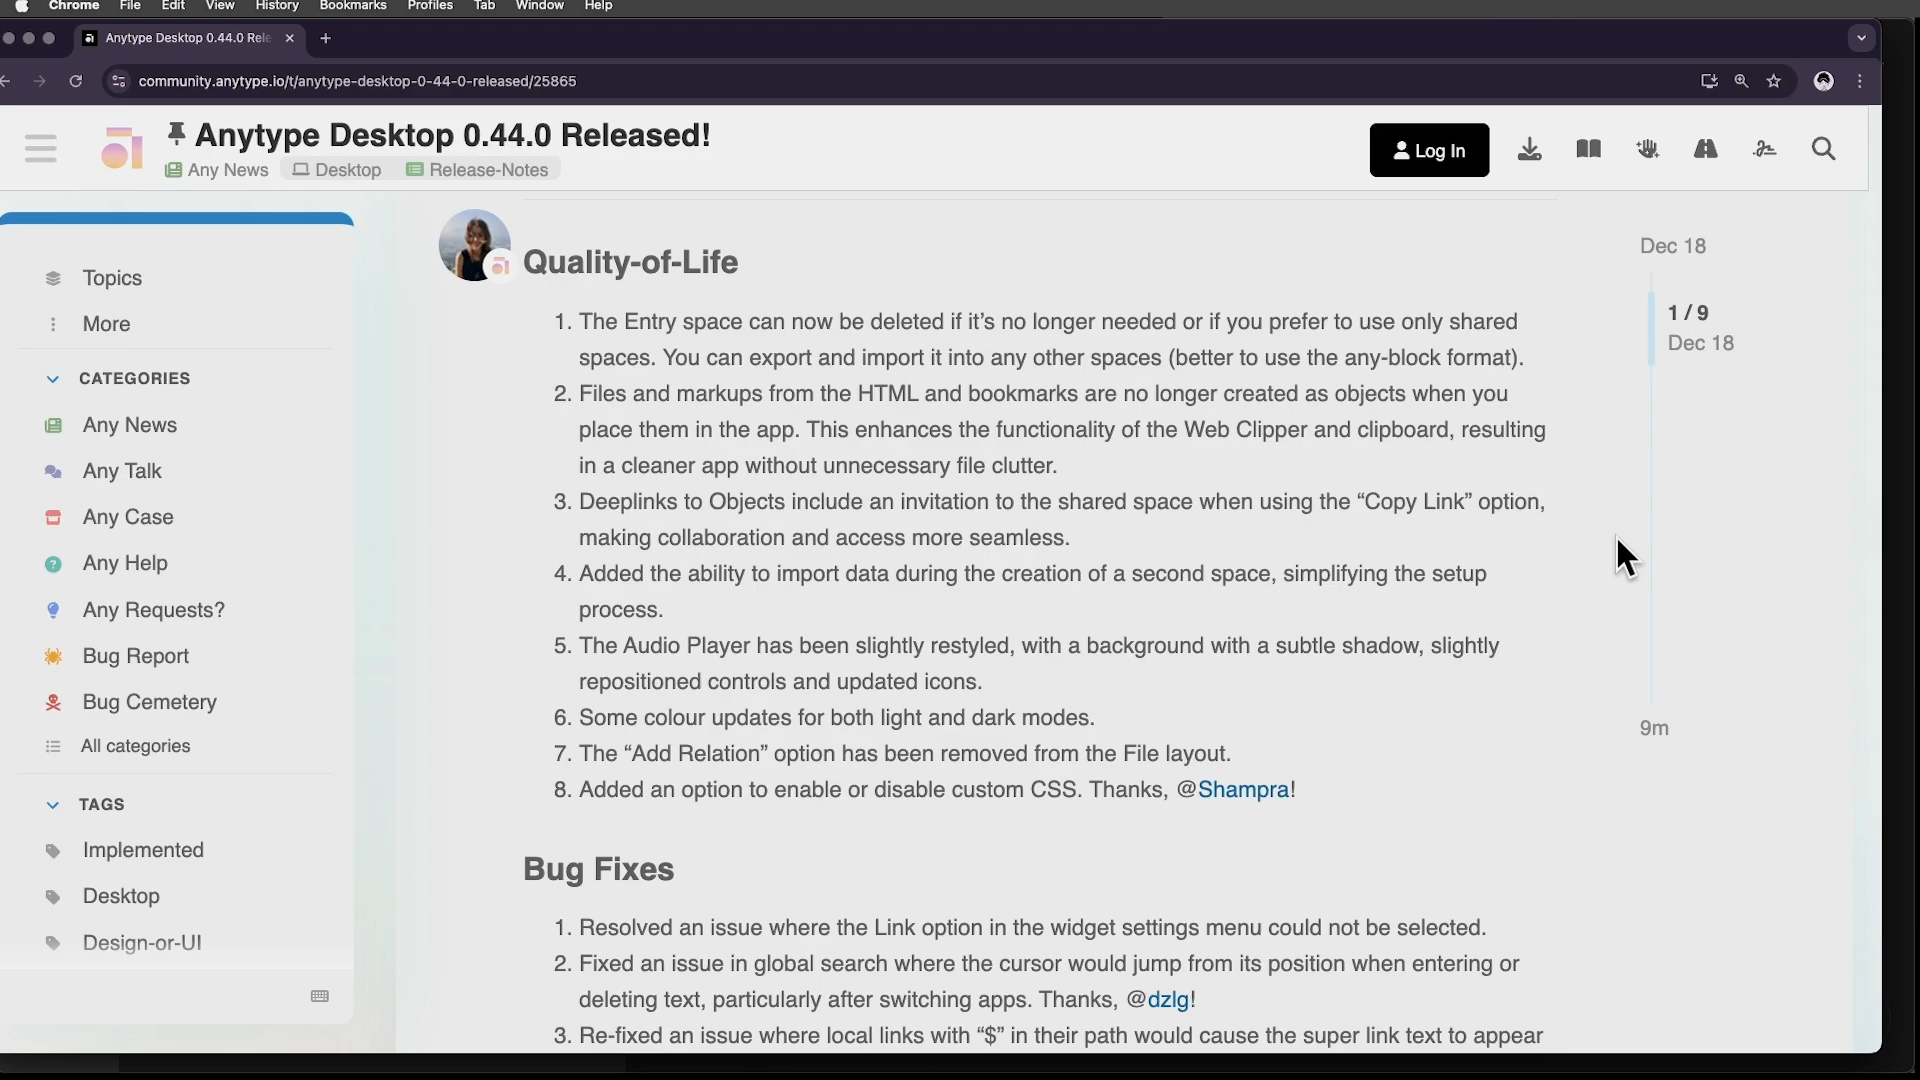 Chrome File Edit View History Bookmarks Profiles Tab Window Help
Anytype Desktop 0.44.0 Rele
community.anytype.io/t/anytype-desktop-0-44-0-released/25865
Anytype Desktop 0.44.0 Released!
Any News Desktop Release-Notes
Log In
Topics
More
CATEGORIES
Any News
Any Talk
Any Case
Any Help
Any Requests?
Bug Report
Bug Cemetery
All categories
TAGS
Implemented
Desktop
Design-or-UI
Quality-of-Life
1. The Entry space can now be deleted if it’s no longer needed or if you prefer to use only shared
spaces. You can export and import it into any other spaces (better to use the any-block format).
2. Files and markups from the HTML and bookmarks are no longer created as objects when you
place them in the app. This enhances the functionality of the Web Clipper and clipboard, resulting
in a cleaner app without unnecessary file clutter.
3. Deeplinks to Objects include an invitation to the shared space when using the “Copy Link” option,
making collaboration and access more seamless.
4. Added the ability to import data during the creation of a second space, simplifying the setup
process.
5. The Audio Player has been slightly restyled, with a background with a subtle shadow, slightly
repositioned controls and updated icons.
6. Some colour updates for both light and dark modes.
7. The “Add Relation” option has been removed from the File layout.
8. Added an option to enable or disable custom CSS. Thanks, @Shampra!
Bug Fixes
1. Resolved an issue where the Link option in the widget settings menu could not be selected.
2. Fixed an issue in global search where the cursor would jump from its position when entering or
deleting text, particularly after switching apps. Thanks, @dzlg!
3. Re-fixed an issue where local links with “$” in their path would cause the super link text to appear
Dec 18
1 / 9
Dec 18
9m